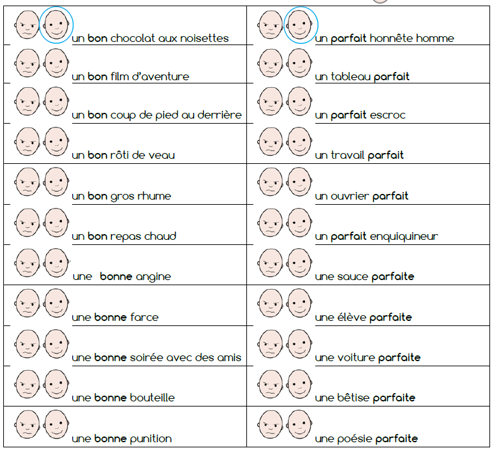 un bon chocolat aux noisettes
un parfait honnête homme
un bon film d'aventure
un tableau parfait
un bon coup de pied au derrière
un parfait escroc
un bon rôti de veau
un travail parfait
un bon gros rhume
un ouvrier parfait
un bon repas chaud
un parfait enquiquineur
une bonne angine
une sauce parfaite
une bonne farce
une élève parfaite
une bonne soirée avec des amis
une voiture parfaite
une bonne bouteille
une bêtise parfaite
une bonne punition
une poésie parfaite